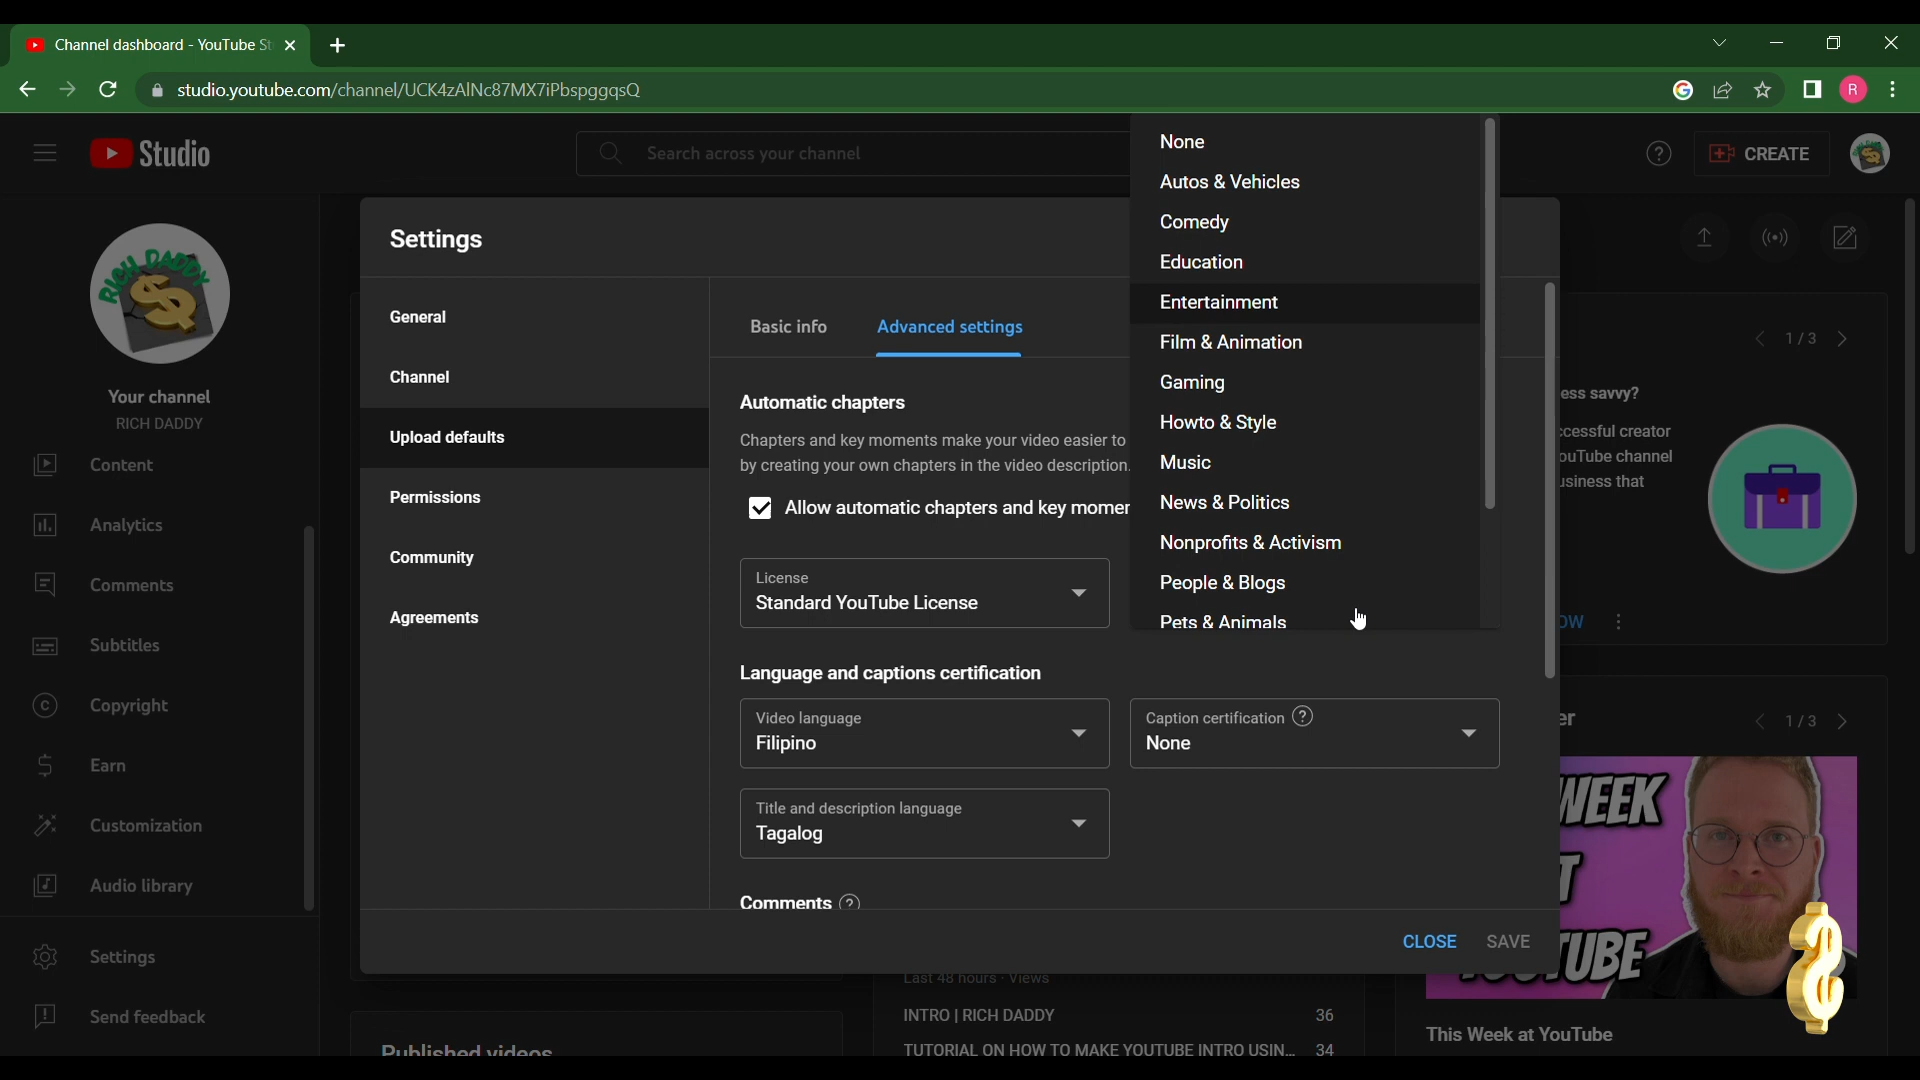 Channel dashboard - YouTube St
studio.youtube.com/channel/UCK4zAlNc87MX7iPbspggqsQ
R
Studio
Search across your channel
CREATE
RICH DADDY
Your channel
RICH DADDY
Content
Analytics
Comments
Subtitles
Copyright
Earn
Customization
Audio library
Settings
Send feedback
Settings
General
Channel
Upload defaults
Permissions
Community
Agreements
Basic info
Advanced settings
Automatic chapters
Chapters and key moments make your video easier to
by creating your own chapters in the video description.
Allow automatic chapters and key momen
License
Standard YouTube License
None
Autos & Vehicles
Comedy
Education
Entertainment
Film & Animation
Gaming
Howto & Style
Music
News & Politics
Nonprofits & Activism
People & Blogs
Pets & Animals
Language and captions certification
Video language
Filipino
Caption certification
None
Title and description language
Tagalog
Comments
CLOSE
SAVE
1 / 3
ess savvy?
ccessful creator
ouTube channel
usiness that
OW
er
1 / 3
WEEK
T
TUBE
This Week at YouTube
Last 48 hours · Views
INTRO | RICH DADDY 36
TUTORIAL ON HOW TO MAKE YOUTUBE INTRO USIN... 34
Published videos